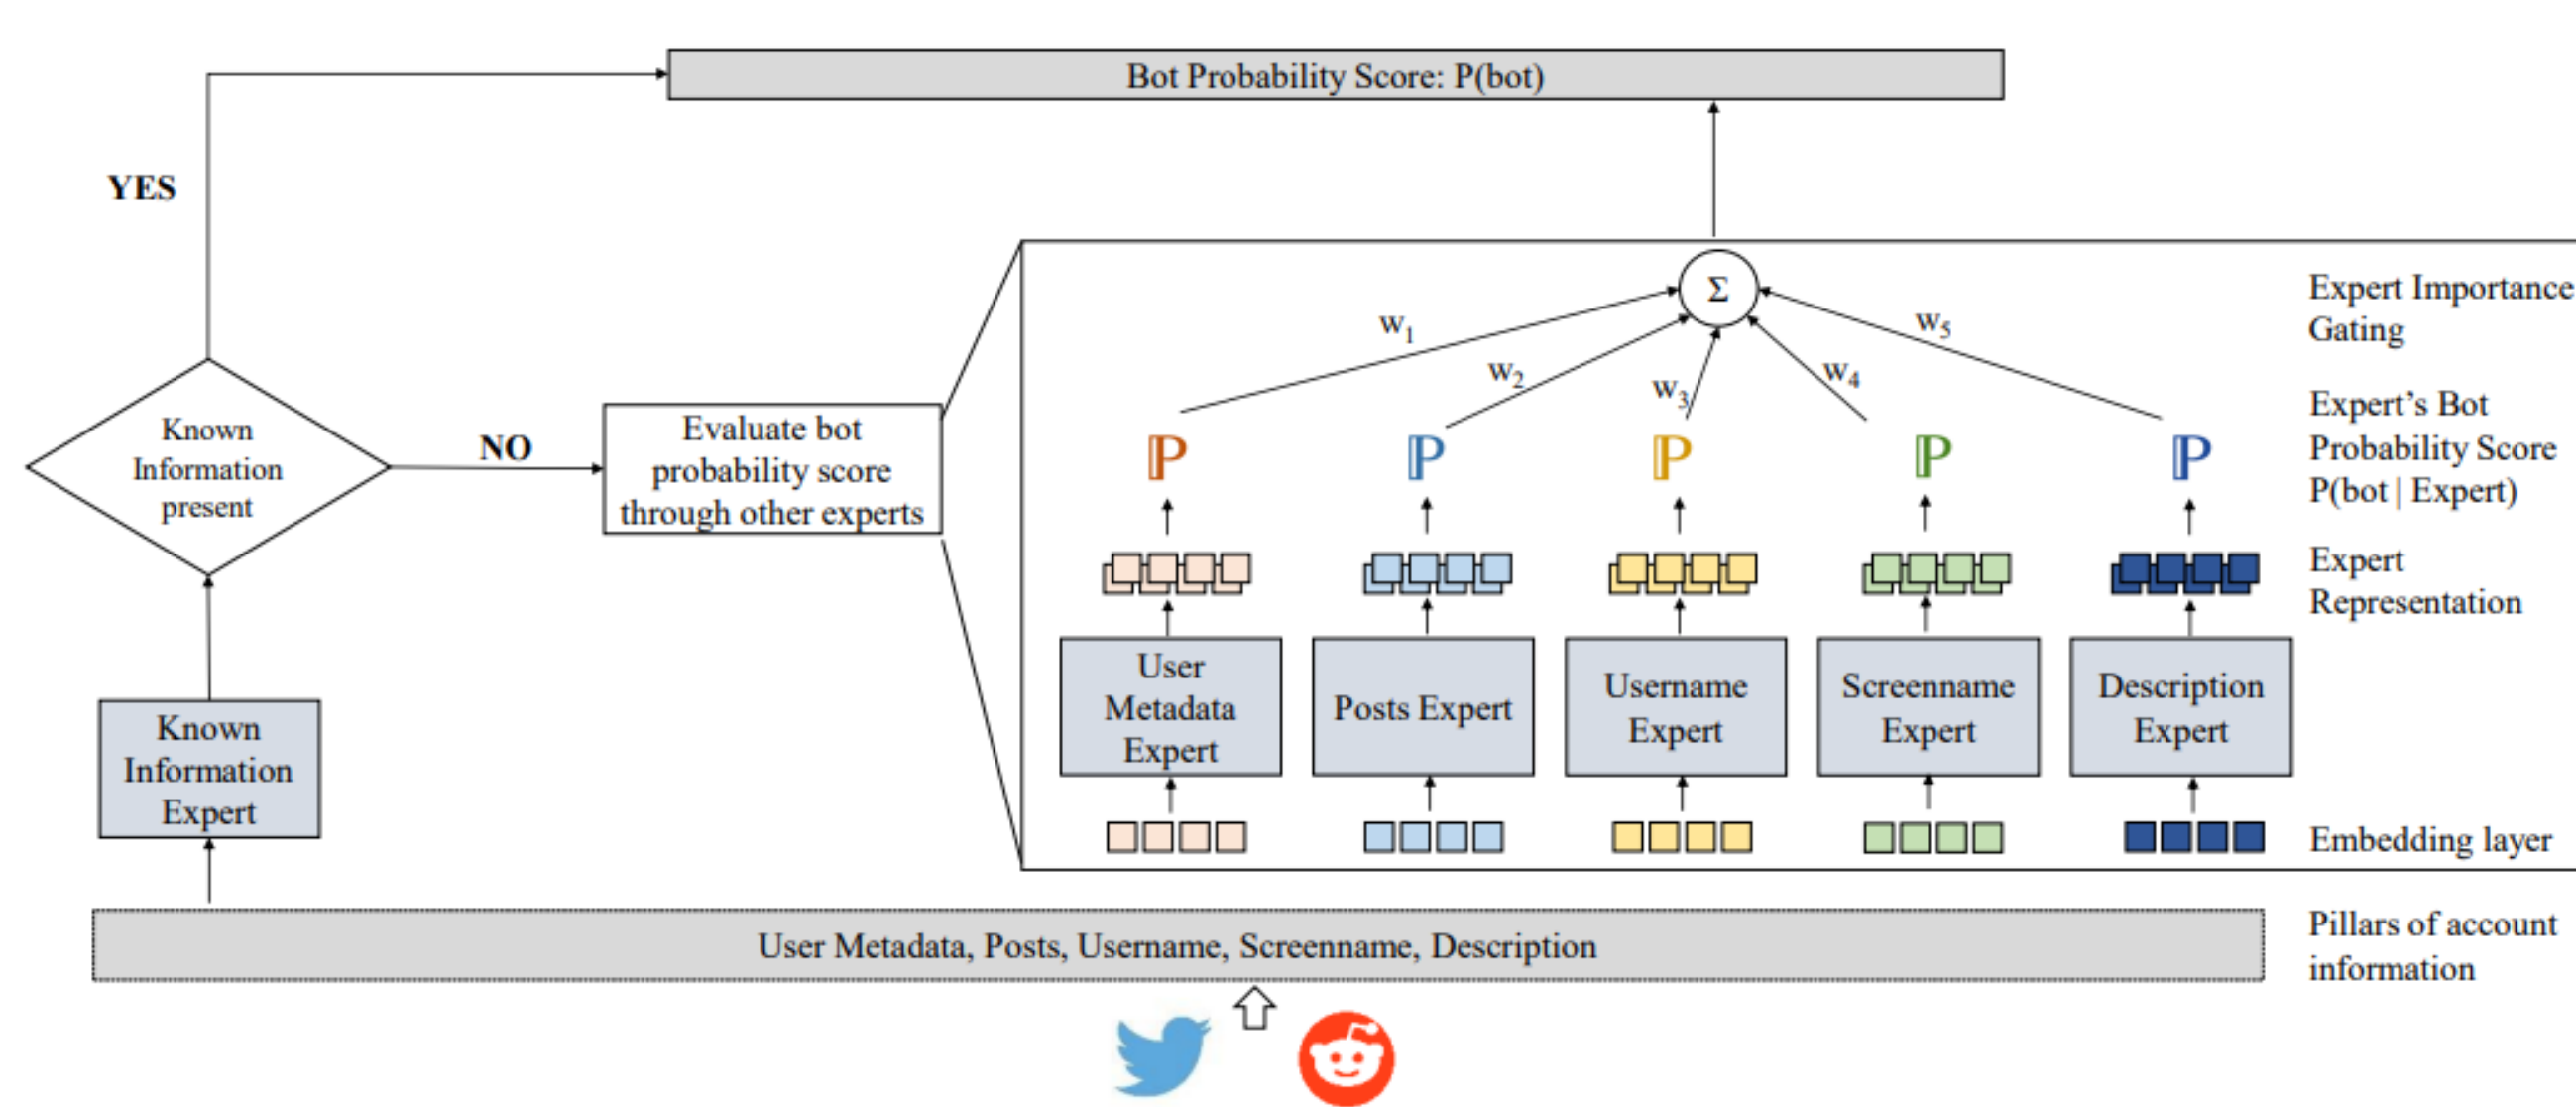 Bot Probability Score: P(bot)
YES
Known
Information
present
NO
Evaluate bot
probability score
through other experts
Σ
w1
w2
w3
w4
w5
Expert Importance
Gating
ℙ ℙ ℙ ℙ ℙ
Expert’s Bot
Probability Score
P(bot | Expert)
Expert
Representation
User
Metadata
Expert
Posts Expert
Username
Expert
Screenname
Expert
Description
Expert
Embedding layer
Known
Information
Expert
User Metadata, Posts, Username, Screenname, Description
Pillars of account
information